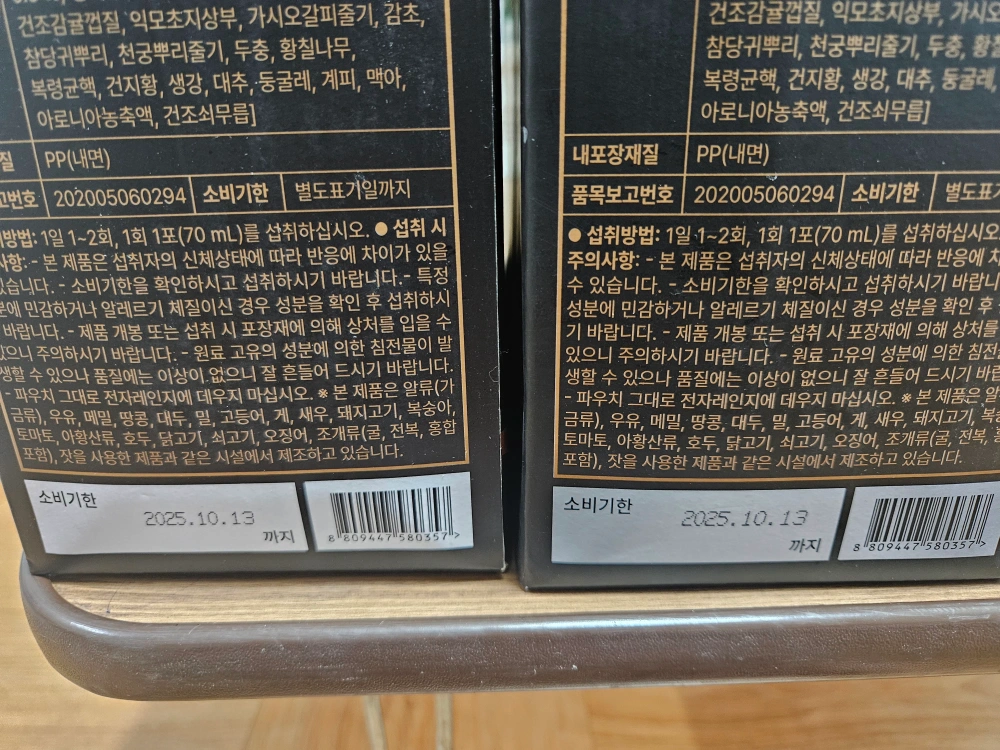 건조감귤껍질, 익모초지상부, 가시오갈피줄기, 감초,
참당귀뿌리, 천궁뿌리줄기, 두충, 황칠나무,
복령균핵, 건지황, 생강, 대추, 둥굴레, 계피, 맥아,
아로니아농축액, 건조쇠무릎]
질 PP(내면)
고번호 202005060294 소비기한 별도표기일까지
방법: 1일 1~2회, 1회 1포(70 mL)를 섭취하십시오. ● 섭취 시
사항: - 본 제품은 섭취자의 신체상태에 따라 반응에 차이가 있을
있습니다. - 소비기한을 확인하시고 섭취하시기 바랍니다. - 특정
분에 민감하거나 알레르기 체질이신 경우 성분을 확인 후 섭취하시
바랍니다. - 제품 개봉 또는 섭취 시 포장재에 의해 상처를 입을 수
있으니 주의하시기 바랍니다. - 원료 고유의 성분에 의한 침전물이 발
생할 수 있으나 품질에는 이상이 없으니 잘 흔들어 드시기 바랍니다.
- 파우치 그대로 전자레인지에 데우지 마십시오. ※ 본 제품은 알류(가
금류), 우유, 메밀, 땅콩, 대두, 밀, 고등어, 게, 새우, 돼지고기, 복숭아,
토마토, 아황산류, 호두, 닭고기, 쇠고기, 오징어, 조개류(굴, 전복, 홍합
포함), 잣을 사용한 제품과 같은 시설에서 제조하고 있습니다.
소비기한
2025.10.13
까지
8 809447 580357 >
건조감귤껍질, 익모초지상부, 가시오
참당귀뿌리, 천궁뿌리줄기, 두충, 황칠
복령균핵, 건지황, 생강, 대추, 둥굴레,
아로니아농축액, 건조쇠무릎]
내포장재질 PP(내면)
품목보고번호 202005060294 소비기한 별도표
● 섭취방법: 1일 1~2회, 1회 1포(70 mL)를 섭취하십시오
주의사항: - 본 제품은 섭취자의 신체상태에 따라 반응에 차
수 있습니다. - 소비기한을 확인하시고 섭취하시기 바랍니
성분에 민감하거나 알레르기 체질이신 경우 성분을 확인 후
기 바랍니다. - 제품 개봉 또는 섭취 시 포장재에 의해 상처를
있으니 주의하시기 바랍니다. - 원료 고유의 성분에 의한 침전
생할 수 있으나 품질에는 이상이 없으니 잘 흔들어 드시기 바
- 파우치 그대로 전자레인지에 데우지 마십시오. ※ 본 제품은 알
금류), 우유, 메밀, 땅콩, 대두, 밀, 고등어, 게, 새우, 돼지고기, 복
토마토, 아황산류, 호두, 닭고기, 쇠고기, 오징어, 조개류(굴, 전복,
포함), 잣을 사용한 제품과 같은 시설에서 제조하고 있습니다.
소비기한
2025.10.13
까지
8 809447 580357 >